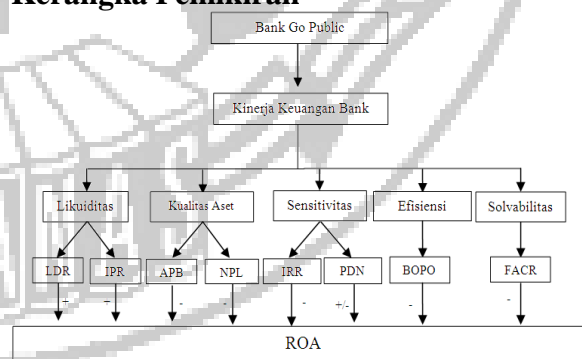 Kerangka Pemikiran
Bank Go Public
Kinerja Keuangan Bank
Likuiditas
Kualitas Aset
Sensitivitas
Efisiensi
Solvabilitas
LDR
IPR
APB
NPL
IRR
PDN
BOPO
FACR
+
+
-
-
-
+/-
-
-
ROA